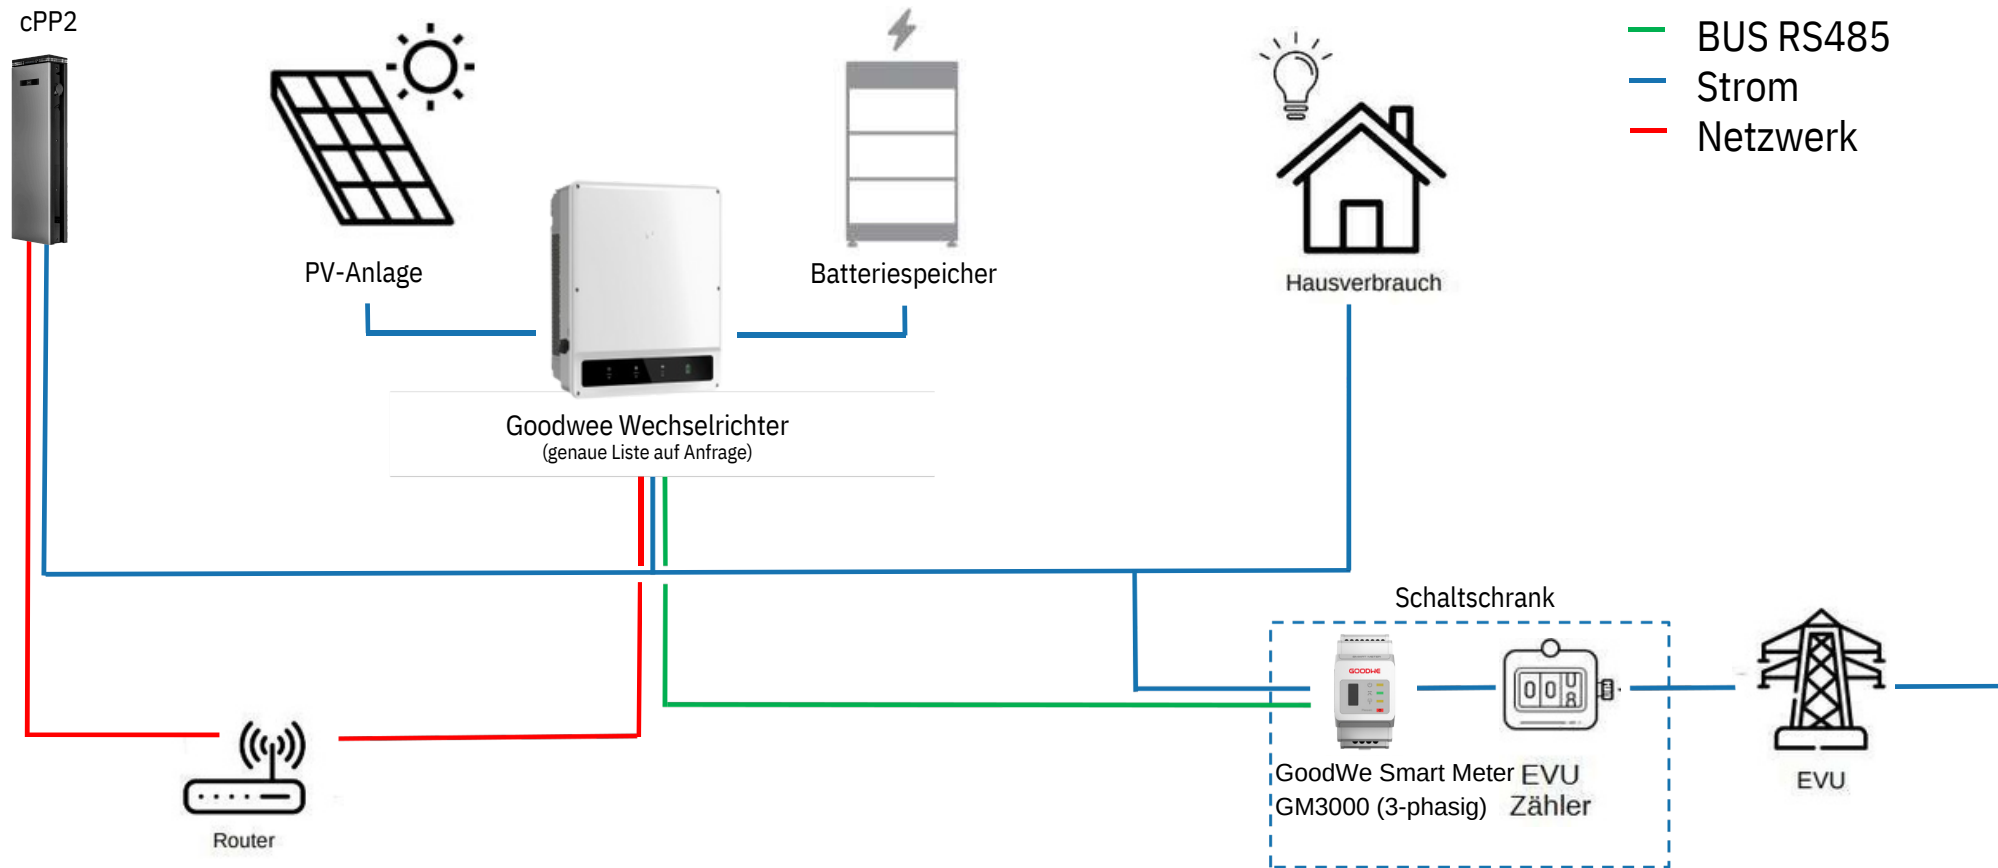 cPP2
BUS RS485
Strom
Netzwerk
PV-Anlage
Batteriespeicher
Hausverbrauch
Goodwee Wechselrichter
(genaue Liste auf Anfrage)
Schaltschrank
GOODWE
GoodWe Smart Meter
GM3000 (3-phasig)
EVU
Zähler
EVU
Router